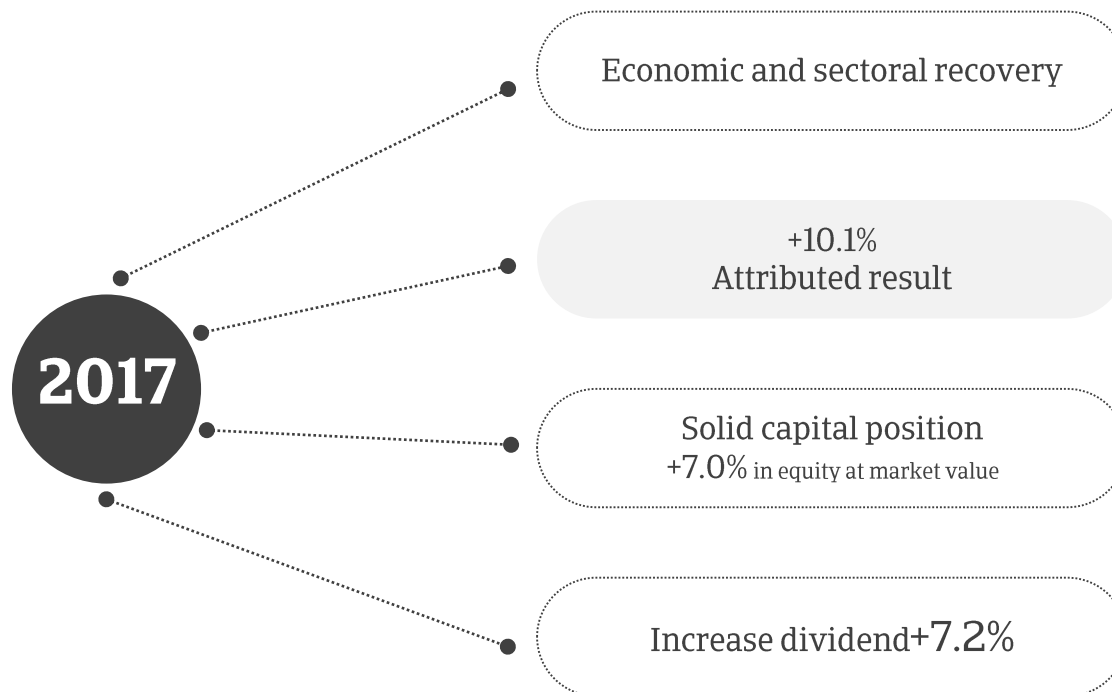 Economic and sectoral recovery
+10.1%
Attributed result
2017
Solid capital position
+7.0% in equity at market value
Increase dividend+7.2%